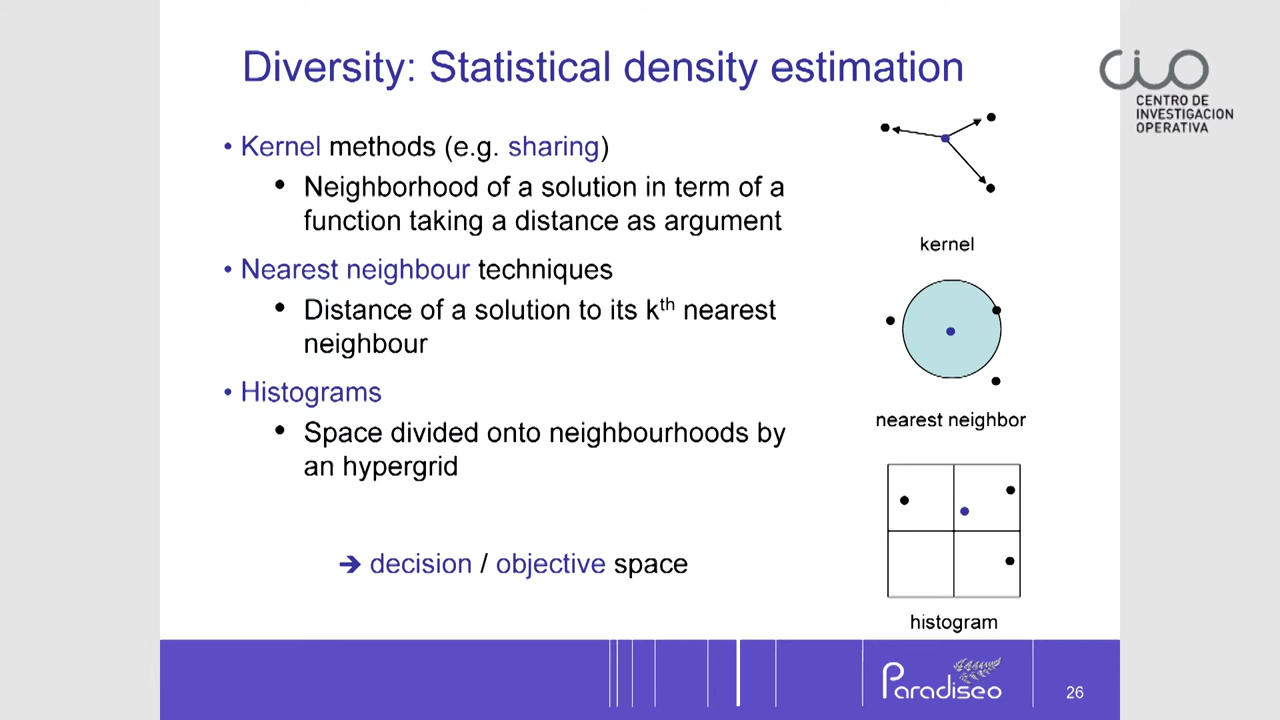 Diversity: Statistical density estimation
CIO
CENTRO DE
INVESTIGACION
OPERATIVA
• Kernel methods (e.g. sharing)
• Neighborhood of a solution in term of a
function taking a distance as argument
• Nearest neighbour techniques
• Distance of a solution to its kth nearest
neighbour
• Histograms
• Space divided onto neighbourhoods by
an hypergrid
➔ decision / objective space
kernel
nearest neighbor
histogram
Paradiseo
26